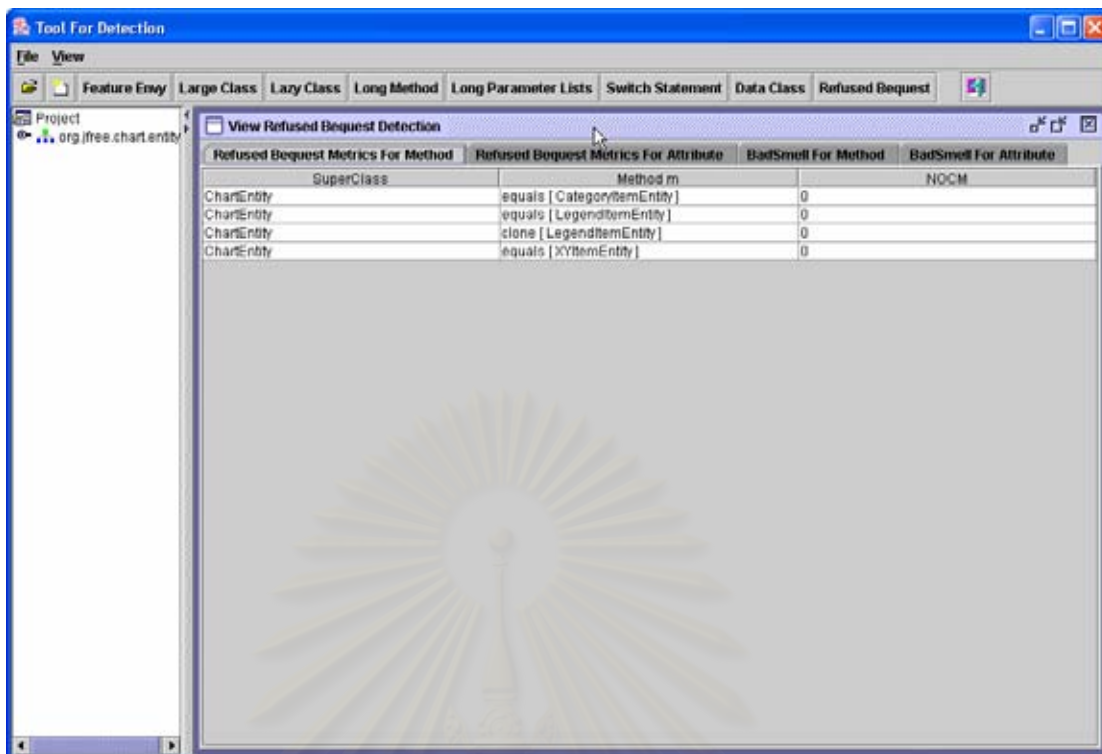 Tool For Detection
File View
Feature Envy Large Class Lazy Class Long Method Long Parameter Lists Switch Statement Data Class Refused Bequest
Project
org.jfree.chart.entity
View Refused Bequest Detection
Refused Bequest Metrics For Method Refused Bequest Metrics For Attribute BadSmell For Method BadSmell For Attribute
SuperClass Method m NOCM
ChartEntity equals [ CategoryItemEntity ] 0
ChartEntity equals [ LegendItemEntity ] 0
ChartEntity clone [ LegendItemEntity ] 0
ChartEntity equals [ XYItemEntity ] 0